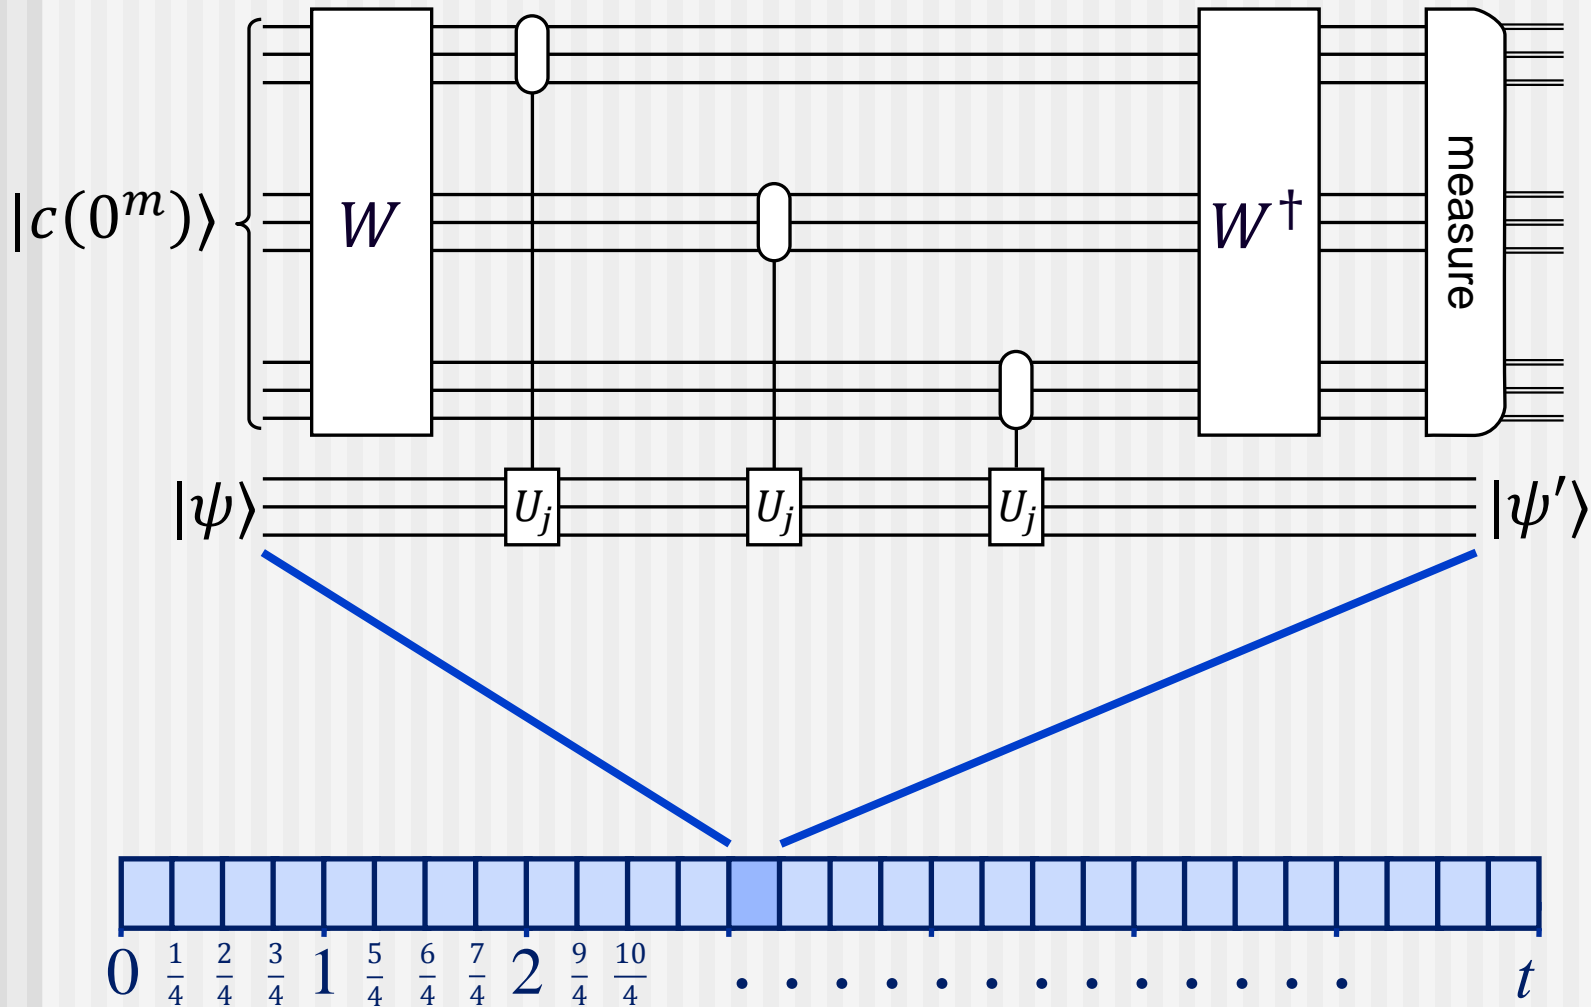 |c(0^m)⟩ W W† measure
|ψ⟩ U_j U_j U_j |ψ′⟩
0 1/4 2/4 3/4 1 5/4 6/4 7/4 2 9/4 10/4 . . . . . . . . . . . . . t